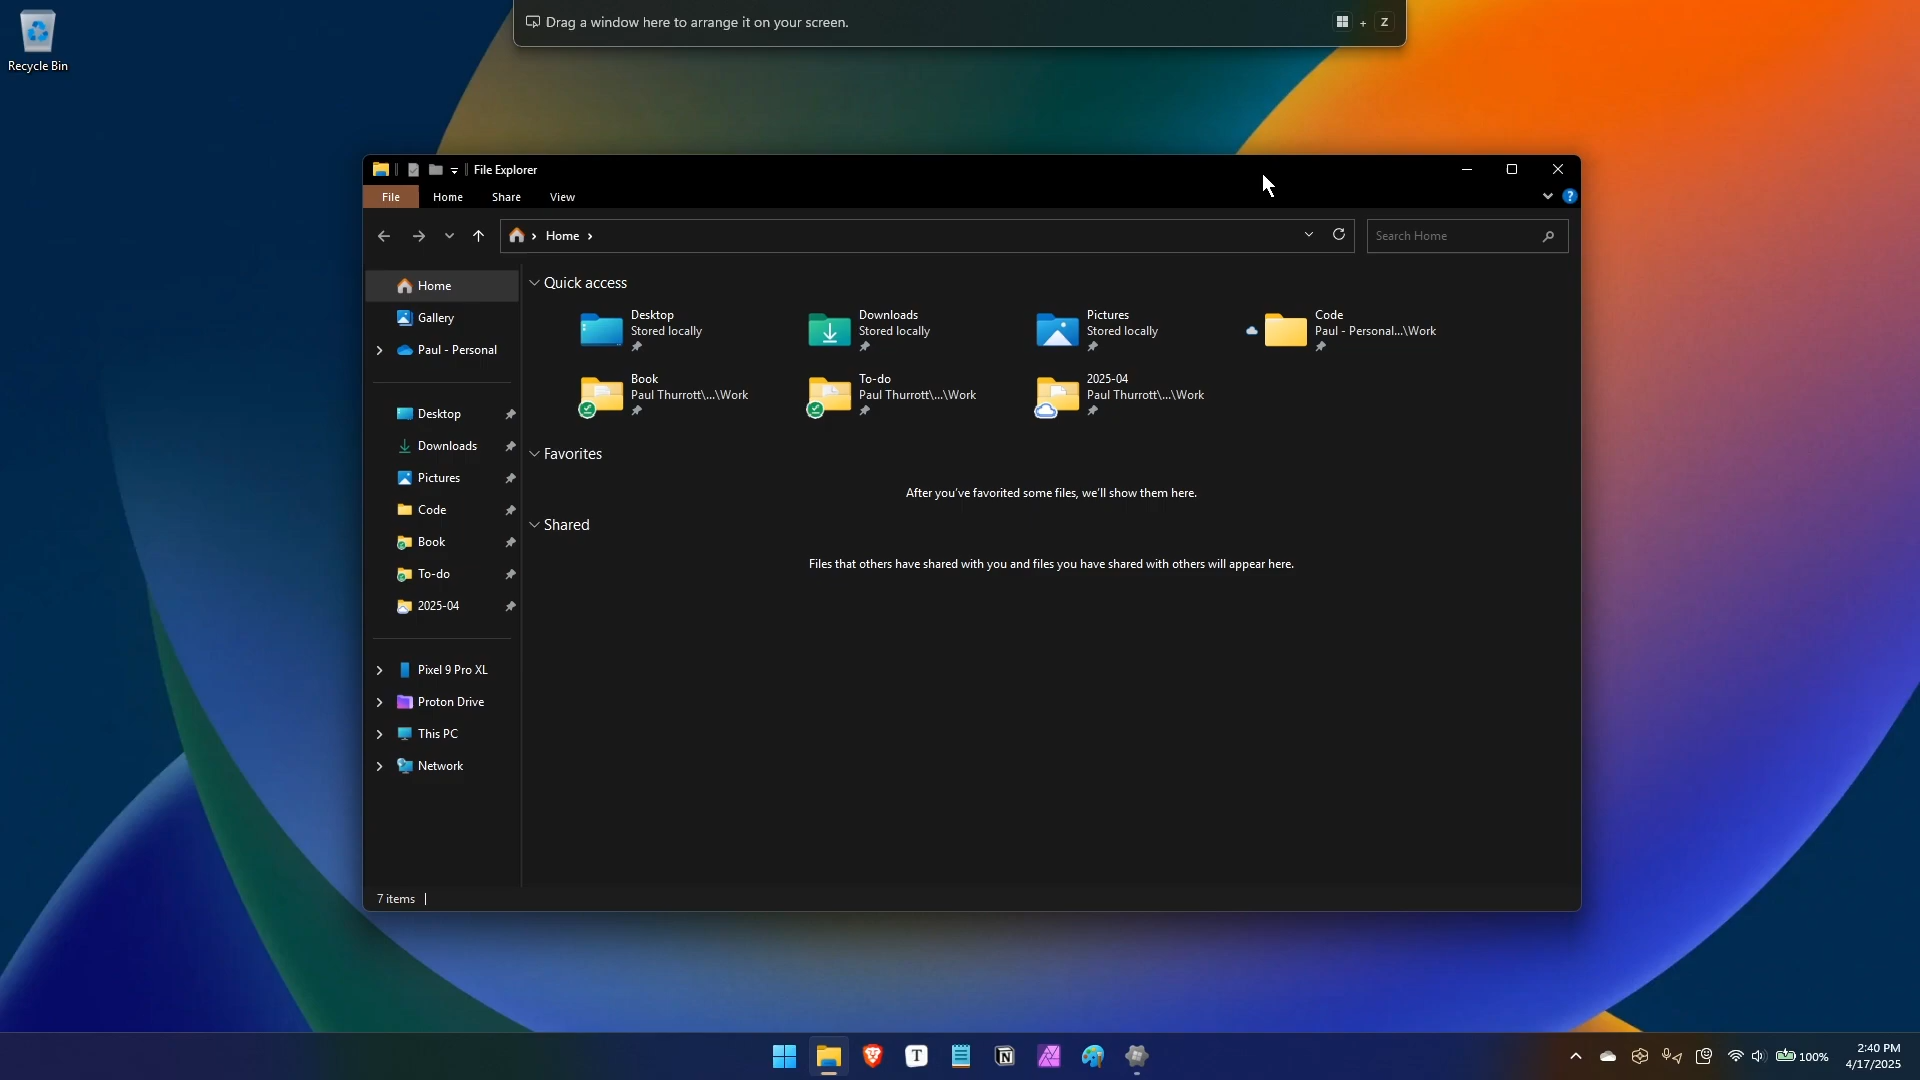 Recycle Bin
Drag a window here to arrange it on your screen.
+ Z
File Explorer
File Home Share View
?
Home
Search Home
Home
Gallery
Paul - Personal
Desktop
Downloads
Pictures
Code
Book
To-do
2025-04
Pixel 9 Pro XL
Proton Drive
This PC
Network
Quick access
Desktop
Stored locally
Downloads
Stored locally
Pictures
Stored locally
Code
Paul - Personal...\Work
Book
Paul Thurrott\...\Work
To-do
Paul Thurrott\...\Work
2025-04
Paul Thurrott\...\Work
Favorites
After you've favorited some files, we'll show them here.
Shared
Files that others have shared with you and files you have shared with others will appear here.
7 items
T
N
100%
2:40 PM
4/17/2025